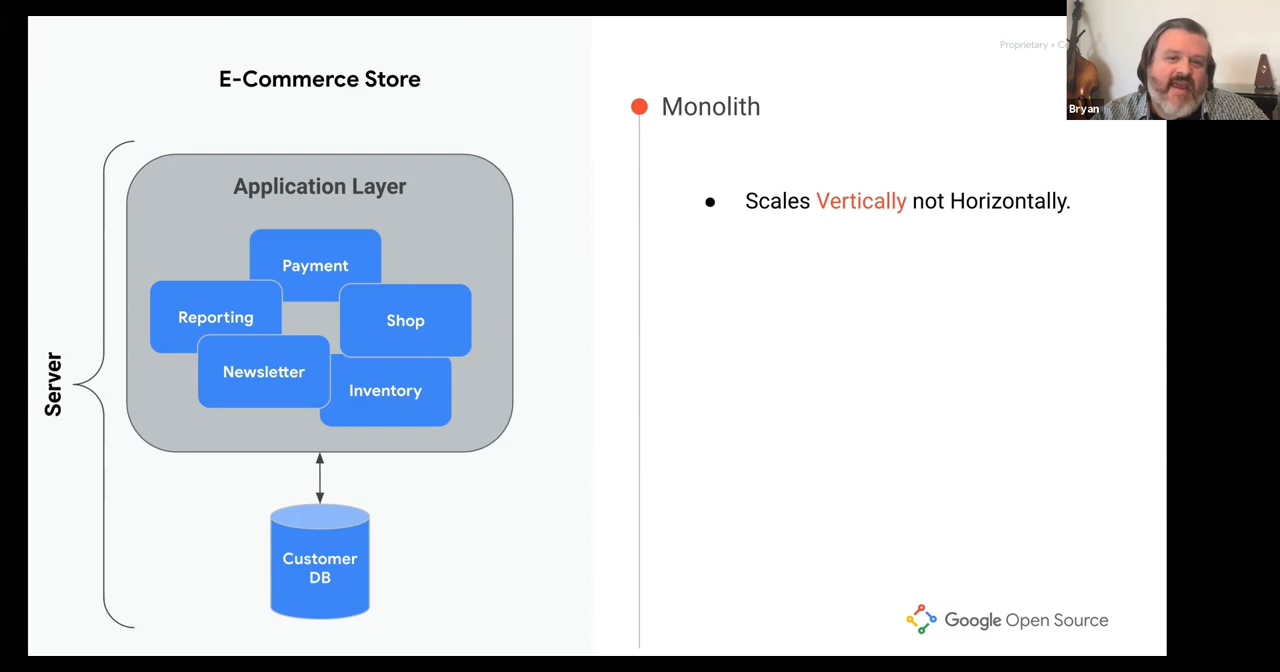 Proprietary +
Bryan
E-Commerce Store
Monolith
Application Layer
● Scales Vertically not Horizontally.
Payment
Reporting
Shop
Newsletter
Inventory
Server
Customer
DB
Google Open Source